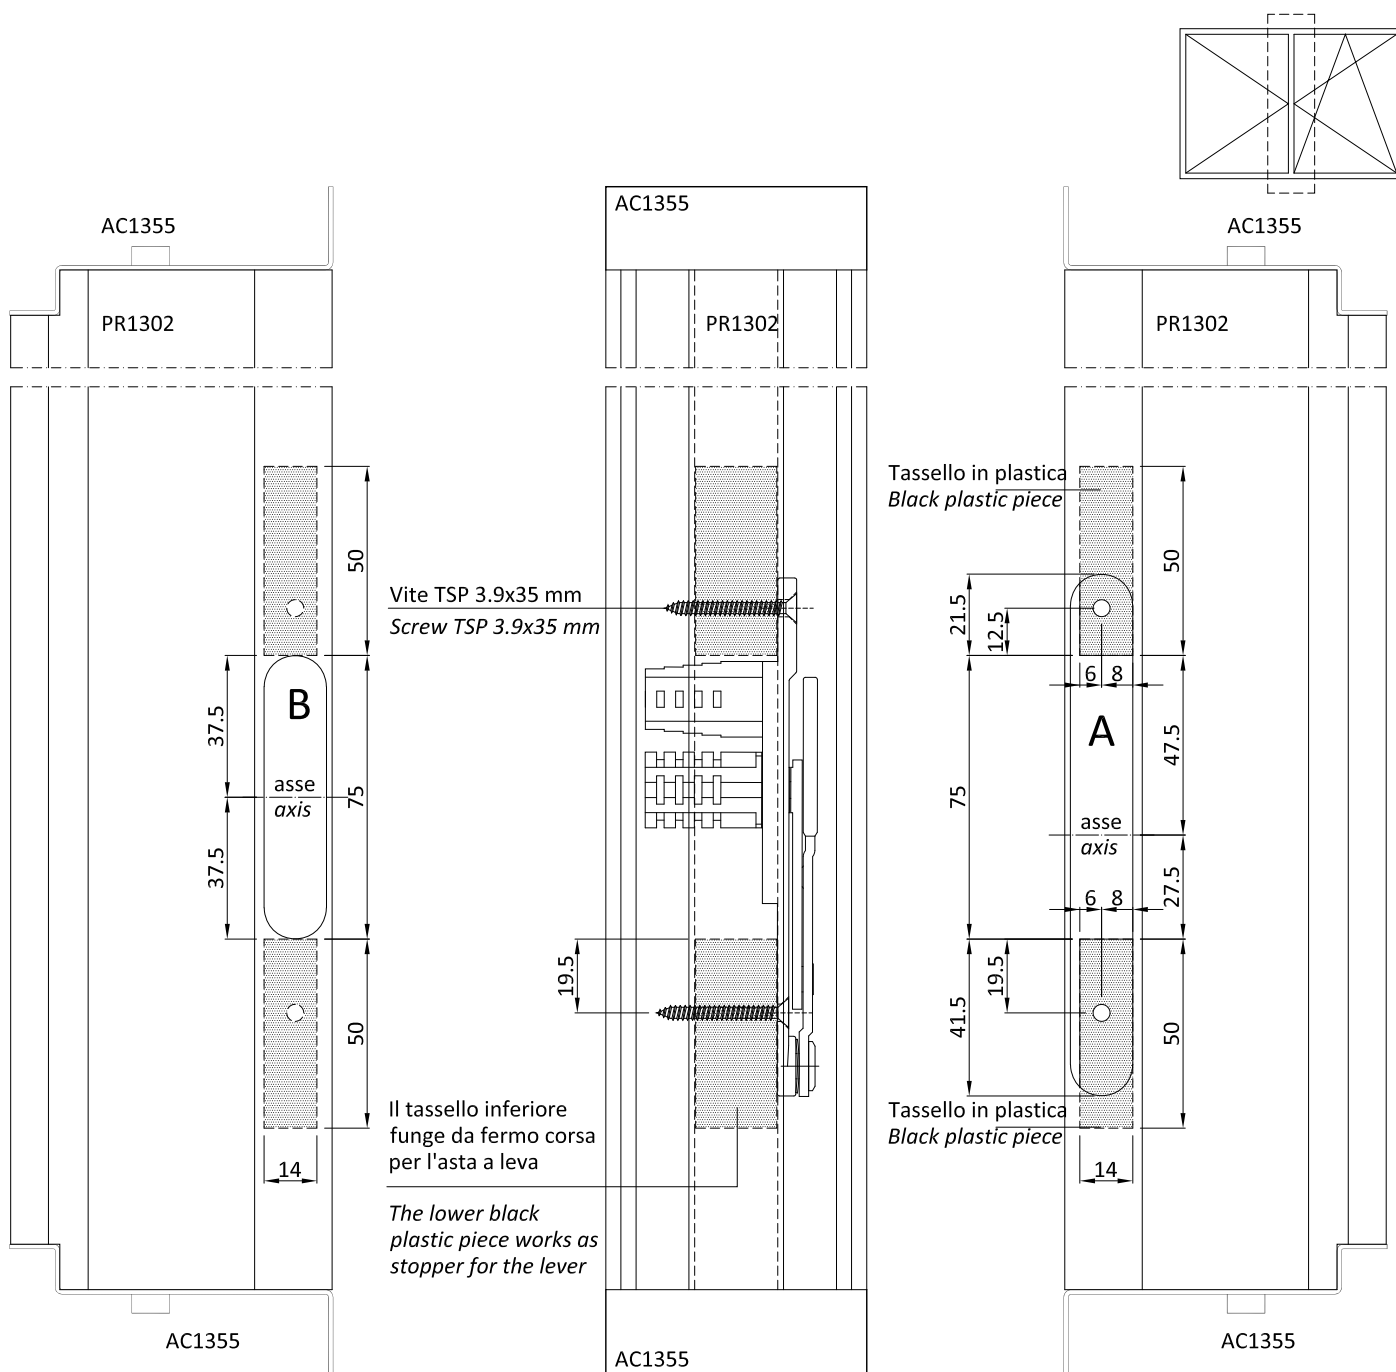 AC1355
AC1355
AC1355
PR1302
PR1302
PR1302
Tassello in plastica
Black plastic piece
50
50
Vite TSP 3.9x35 mm
Screw TSP 3.9x35 mm
21.5
12.5
6
8
B
A
37.5
47.5
asse
axis
75
75
asse
axis
37.5
27.5
6
8
19.5
19.5
41.5
50
50
Il tassello inferiore
funge da fermo corsa
per l'asta a leva
Tassello in plastica
Black plastic piece
14
14
The lower black
plastic piece works as
stopper for the lever
AC1355
AC1355
AC1355